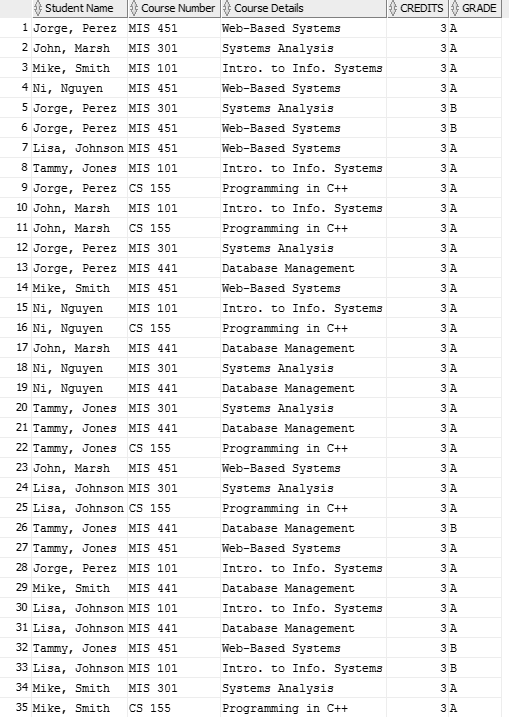 Student Name Course Number Course Details CREDITS GRADE
1 Jorge, Perez MIS 451 Web-Based Systems 3 A
2 John, Marsh MIS 301 Systems Analysis 3 A
3 Mike, Smith MIS 101 Intro. to Info. Systems 3 A
4 Ni, Nguyen MIS 451 Web-Based Systems 3 A
5 Jorge, Perez MIS 301 Systems Analysis 3 B
6 Jorge, Perez MIS 451 Web-Based Systems 3 B
7 Lisa, Johnson MIS 451 Web-Based Systems 3 A
8 Tammy, Jones MIS 101 Intro. to Info. Systems 3 A
9 Jorge, Perez CS 155 Programming in C++ 3 A
10 John, Marsh MIS 101 Intro. to Info. Systems 3 A
11 John, Marsh CS 155 Programming in C++ 3 A
12 Jorge, Perez MIS 301 Systems Analysis 3 A
13 Jorge, Perez MIS 441 Database Management 3 A
14 Mike, Smith MIS 451 Web-Based Systems 3 A
15 Ni, Nguyen MIS 101 Intro. to Info. Systems 3 A
16 Ni, Nguyen CS 155 Programming in C++ 3 A
17 John, Marsh MIS 441 Database Management 3 A
18 Ni, Nguyen MIS 301 Systems Analysis 3 A
19 Ni, Nguyen MIS 441 Database Management 3 A
20 Tammy, Jones MIS 301 Systems Analysis 3 A
21 Tammy, Jones MIS 441 Database Management 3 A
22 Tammy, Jones CS 155 Programming in C++ 3 A
23 John, Marsh MIS 451 Web-Based Systems 3 A
24 Lisa, Johnson MIS 301 Systems Analysis 3 A
25 Lisa, Johnson CS 155 Programming in C++ 3 A
26 Tammy, Jones MIS 441 Database Management 3 B
27 Tammy, Jones MIS 451 Web-Based Systems 3 A
28 Jorge, Perez MIS 101 Intro. to Info. Systems 3 A
29 Mike, Smith MIS 441 Database Management 3 A
30 Lisa, Johnson MIS 101 Intro. to Info. Systems 3 A
31 Lisa, Johnson MIS 441 Database Management 3 A
32 Tammy, Jones MIS 451 Web-Based Systems 3 B
33 Lisa, Johnson MIS 101 Intro. to Info. Systems 3 B
34 Mike, Smith MIS 301 Systems Analysis 3 A
35 Mike, Smith CS 155 Programming in C++ 3 A